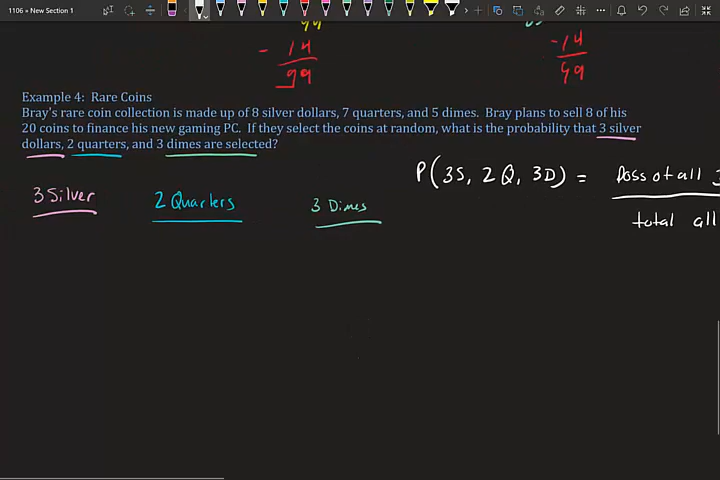 1106 » New Section 1
- 14
99
- 14
Example 4: Rare Coins
Bray's rare coin collection is made up of 8 silver dollars, 7 quarters, and 5 dimes. Bray plans to sell 8 of his
20 coins to finance his new gaming PC. If they select the coins at random, what is the probability that 3 silver
dollars, 2 quarters, and 3 dimes are selected?
P(3S, 2Q, 3D) = Poss of all
total all
3 Silver
2 Quarters
3 Dimes